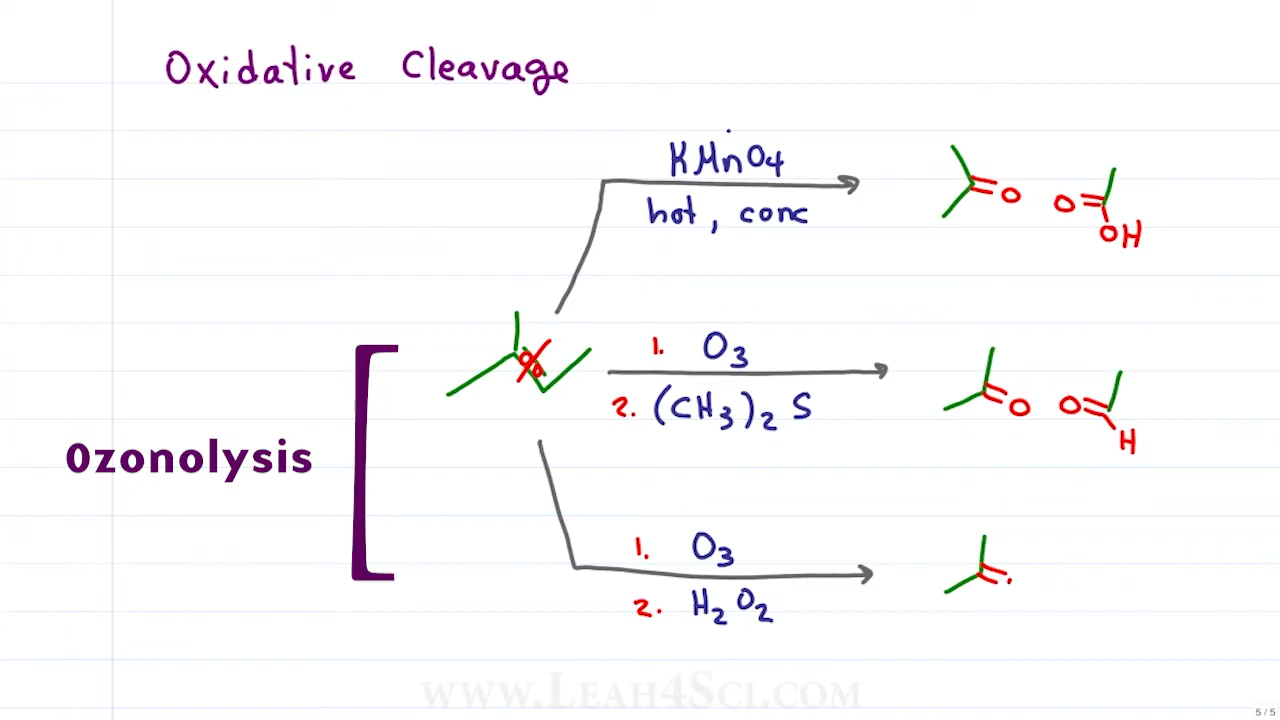 Oxidative Cleavage
KMnO4
hot, conc
O O
OH
1. O3
2. (CH3)2 S
O O
H
Ozonolysis
1. O3
2. H2O2
www.Leah4Sci.com
5 / 5